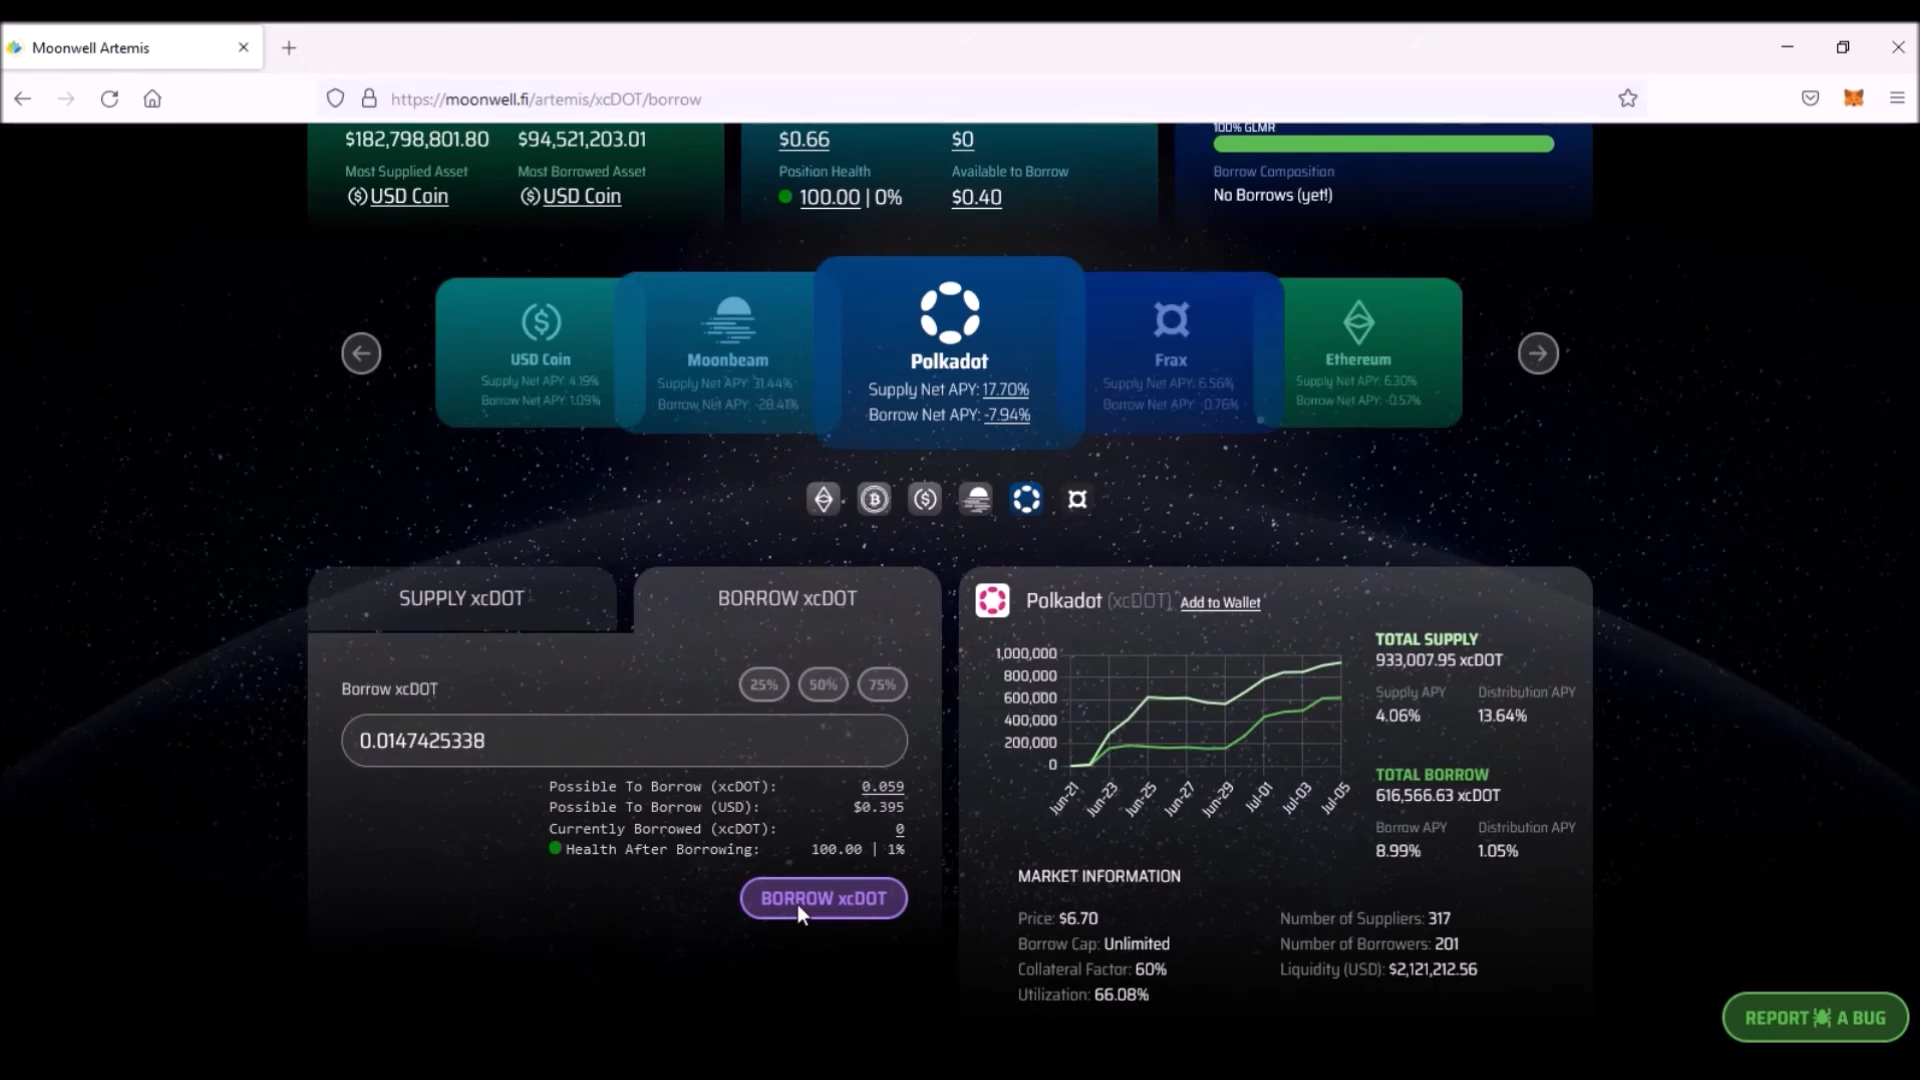 Moonwell Artemis
https://moonwell.fi/artemis/xcDOT/borrow
$182,798,801.80 $94,521,203.01
Most Supplied Asset Most Borrowed Asset
USD Coin USD Coin
$0.66 $0
Position Health Available to Borrow
100.00 | 0% $0.40
100% GLMR
Borrow Composition
No Borrows (yet!)
USD Coin
Supply Net APY: 4.19%
Borrow Net APY: 1.09%
Moonbeam
Supply Net APY: 31.44%
Borrow Net APY: -28.41%
Polkadot
Supply Net APY: 17.70%
Borrow Net APY: -7.94%
Frax
Supply Net APY: 6.56%
Borrow Net APY: -0.76%
Ethereum
Supply Net APY: 6.30%
Borrow Net APY: -0.57%
SUPPLY xcDOT
BORROW xcDOT
Borrow xcDOT
25% 50% 75%
0.0147425338
Possible To Borrow (xcDOT): 0.059
Possible To Borrow (USD): $0.395
Currently Borrowed (xcDOT): 0
Health After Borrowing: 100.00 | 1%
BORROW xcDOT
Polkadot (xcDOT) Add to Wallet
1,000,000
800,000
600,000
400,000
200,000
0
Jun-21 Jun-23 Jun-25 Jun-27 Jun-29 Jul-01 Jul-03 Jul-05
TOTAL SUPPLY
933,007.95 xcDOT
Supply APY Distribution APY
4.06% 13.64%
TOTAL BORROW
616,566.63 xcDOT
Borrow APY Distribution APY
8.99% 1.05%
MARKET INFORMATION
Price: $6.70
Borrow Cap: Unlimited
Collateral Factor: 60%
Utilization: 66.08%
Number of Suppliers: 317
Number of Borrowers: 201
Liquidity (USD): $2,121,212.56
REPORT A BUG